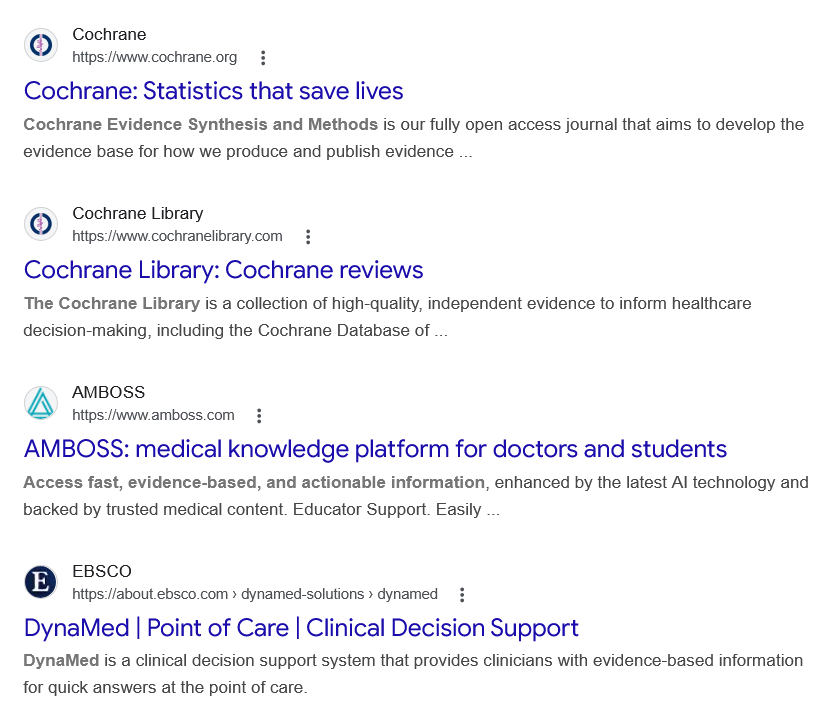 Cochrane
https://www.cochrane.org
Cochrane: Statistics that save lives
Cochrane Evidence Synthesis and Methods is our fully open access journal that aims to develop the
evidence base for how we produce and publish evidence ...
Cochrane Library
https://www.cochranelibrary.com
Cochrane Library: Cochrane reviews
The Cochrane Library is a collection of high-quality, independent evidence to inform healthcare
decision-making, including the Cochrane Database of ...
AMBOSS
https://www.amboss.com
AMBOSS: medical knowledge platform for doctors and students
Access fast, evidence-based, and actionable information, enhanced by the latest AI technology and
backed by trusted medical content. Educator Support. Easily ...
E
EBSCO
https://about.ebsco.com › dynamed-solutions › dynamed
DynaMed | Point of Care | Clinical Decision Support
DynaMed is a clinical decision support system that provides clinicians with evidence-based information
for quick answers at the point of care.